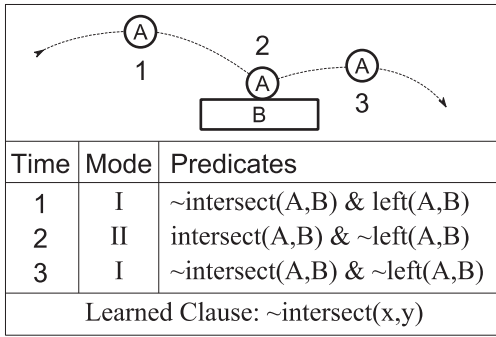 A
2
A
1
A
3
B
Time Mode Predicates
1 I ~intersect(A,B) & left(A,B)
2 II intersect(A,B) & ~left(A,B)
3 I ~intersect(A,B) & ~left(A,B)
Learned Clause: ~intersect(x,y)